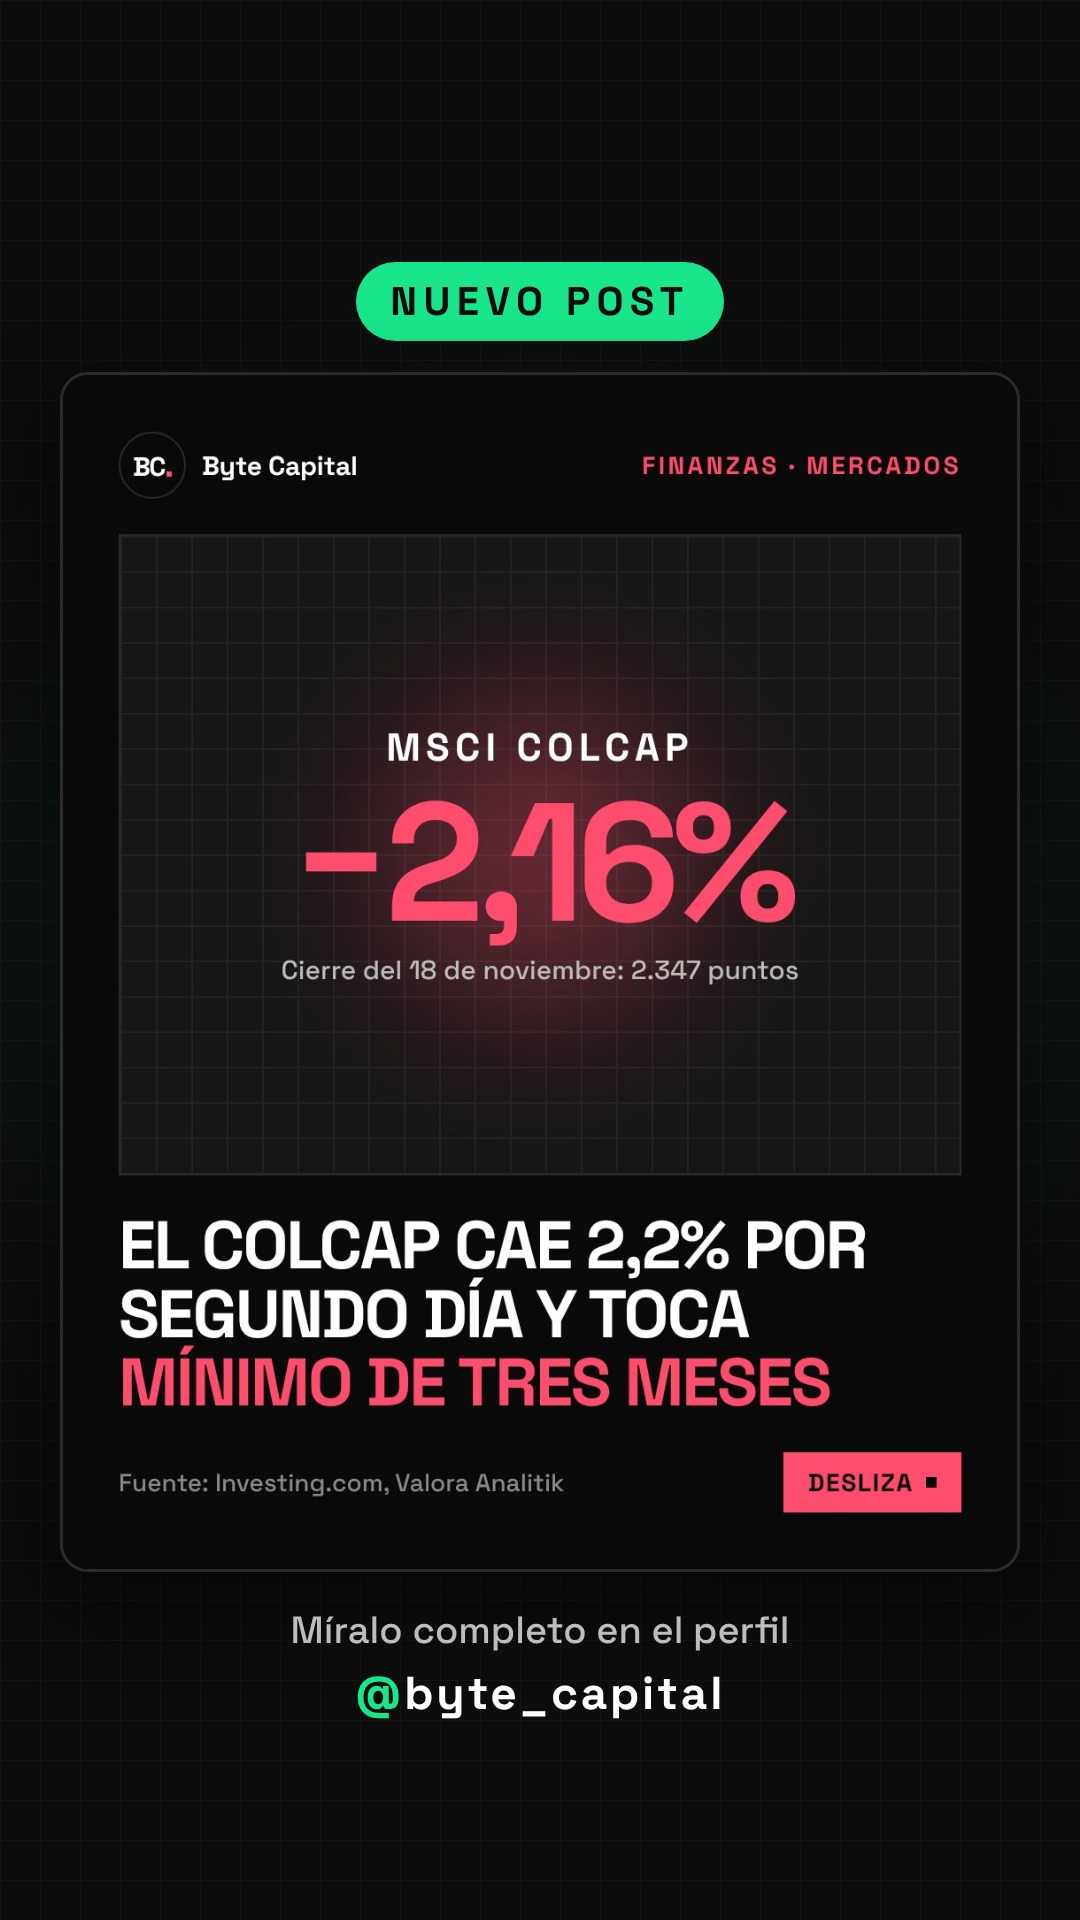 NUEVO POST
BC.
Byte Capital
FINANZAS · MERCADOS
MSCI COLCAP
-2,16%
Cierre del 18 de noviembre: 2.347 puntos
EL COLCAP CAE 2,2% POR
SEGUNDO DÍA Y TOCA
MÍNIMO DE TRES MESES
Fuente: Investing.com, Valora Analitik
DESLIZA ▪
Míralo completo en el perfil
@byte_capital